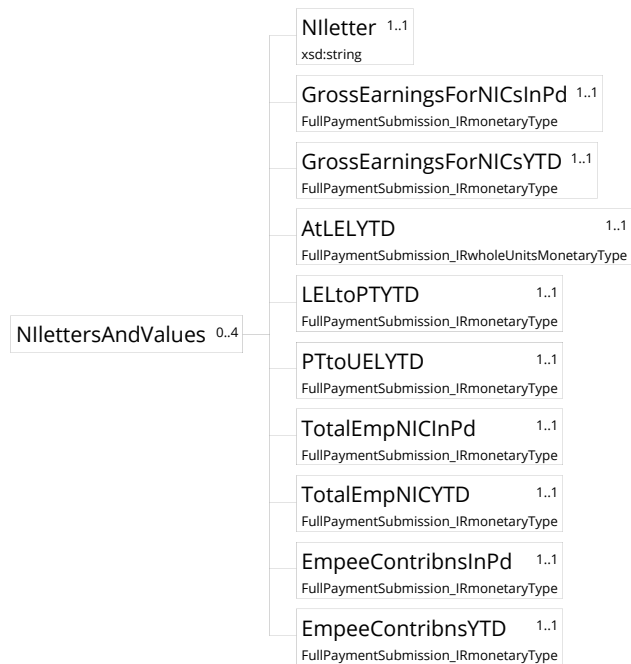 NIletter 1..1
xsd:string
GrossEarningsForNICsInPd 1..1
FullPaymentSubmission_IRmonetaryType
GrossEarningsForNICsYTD 1..1
FullPaymentSubmission_IRmonetaryType
AtLELYTD 1..1
FullPaymentSubmission_IRwholeUnitsMonetaryType
LELtoPTYTD 1..1
FullPaymentSubmission_IRmonetaryType
NIlettersAndValues 0..4
PTtoUELYTD 1..1
FullPaymentSubmission_IRmonetaryType
TotalEmpNICInPd 1..1
FullPaymentSubmission_IRmonetaryType
TotalEmpNICYTD 1..1
FullPaymentSubmission_IRmonetaryType
EmpeeContribnsInPd 1..1
FullPaymentSubmission_IRmonetaryType
EmpeeContribnsYTD 1..1
FullPaymentSubmission_IRmonetaryType